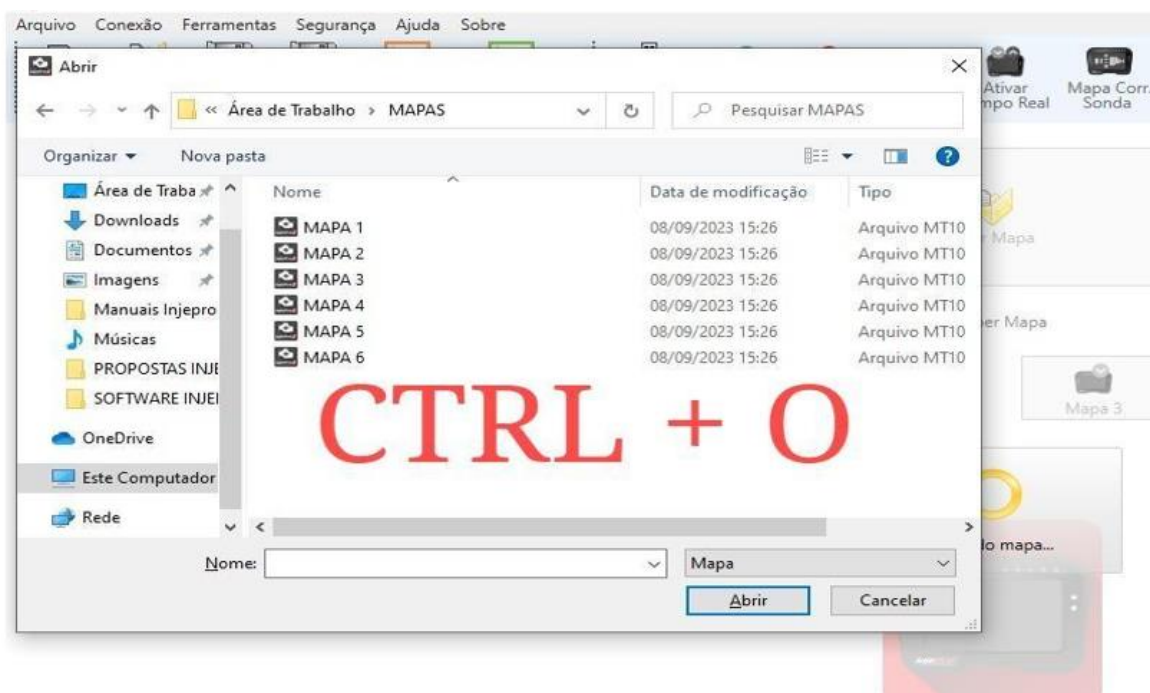 Arquivo Conexão Ferramentas Segurança Ajuda Sobre
Abrir
Ativar
mpo Real
Mapa Corr.
Sonda
« Área de Trabalho > MAPAS
Pesquisar MAPAS
Organizar Nova pasta
Área de Traba
Downloads
Documentos
Imagens
Manuais Injepro
Músicas
PROPOSTAS INJE
SOFTWARE INJEI
OneDrive
Este Computador
Rede
Nome Data de modificação Tipo
MAPA 1 08/09/2023 15:26 Arquivo MT10
MAPA 2 08/09/2023 15:26 Arquivo MT10
MAPA 3 08/09/2023 15:26 Arquivo MT10
MAPA 4 08/09/2023 15:26 Arquivo MT10
MAPA 5 08/09/2023 15:26 Arquivo MT10
MAPA 6 08/09/2023 15:26 Arquivo MT10
CTRL + O
Mapa
er Mapa
Mapa 3
do mapa...
Nome: Mapa
Abrir Cancelar